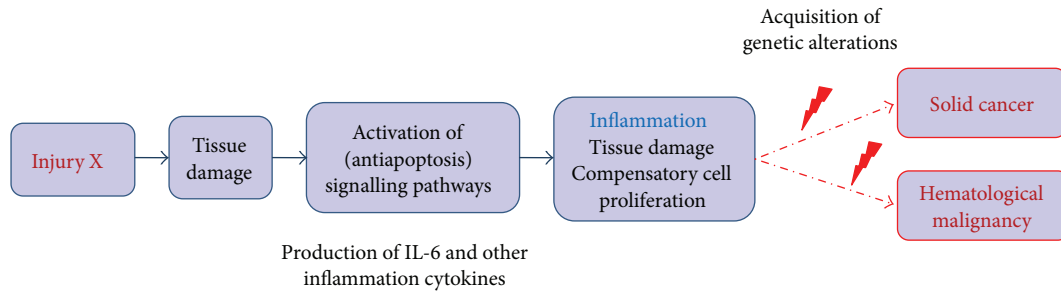 Acquisition of
genetic alterations
Injury X
Tissue
damage
Activation of
(antiapoptosis)
signalling pathways
Inflammation
Tissue damage
Compensatory cell
proliferation
Solid cancer
Hematological
malignancy
Production of IL-6 and other
inflammation cytokines